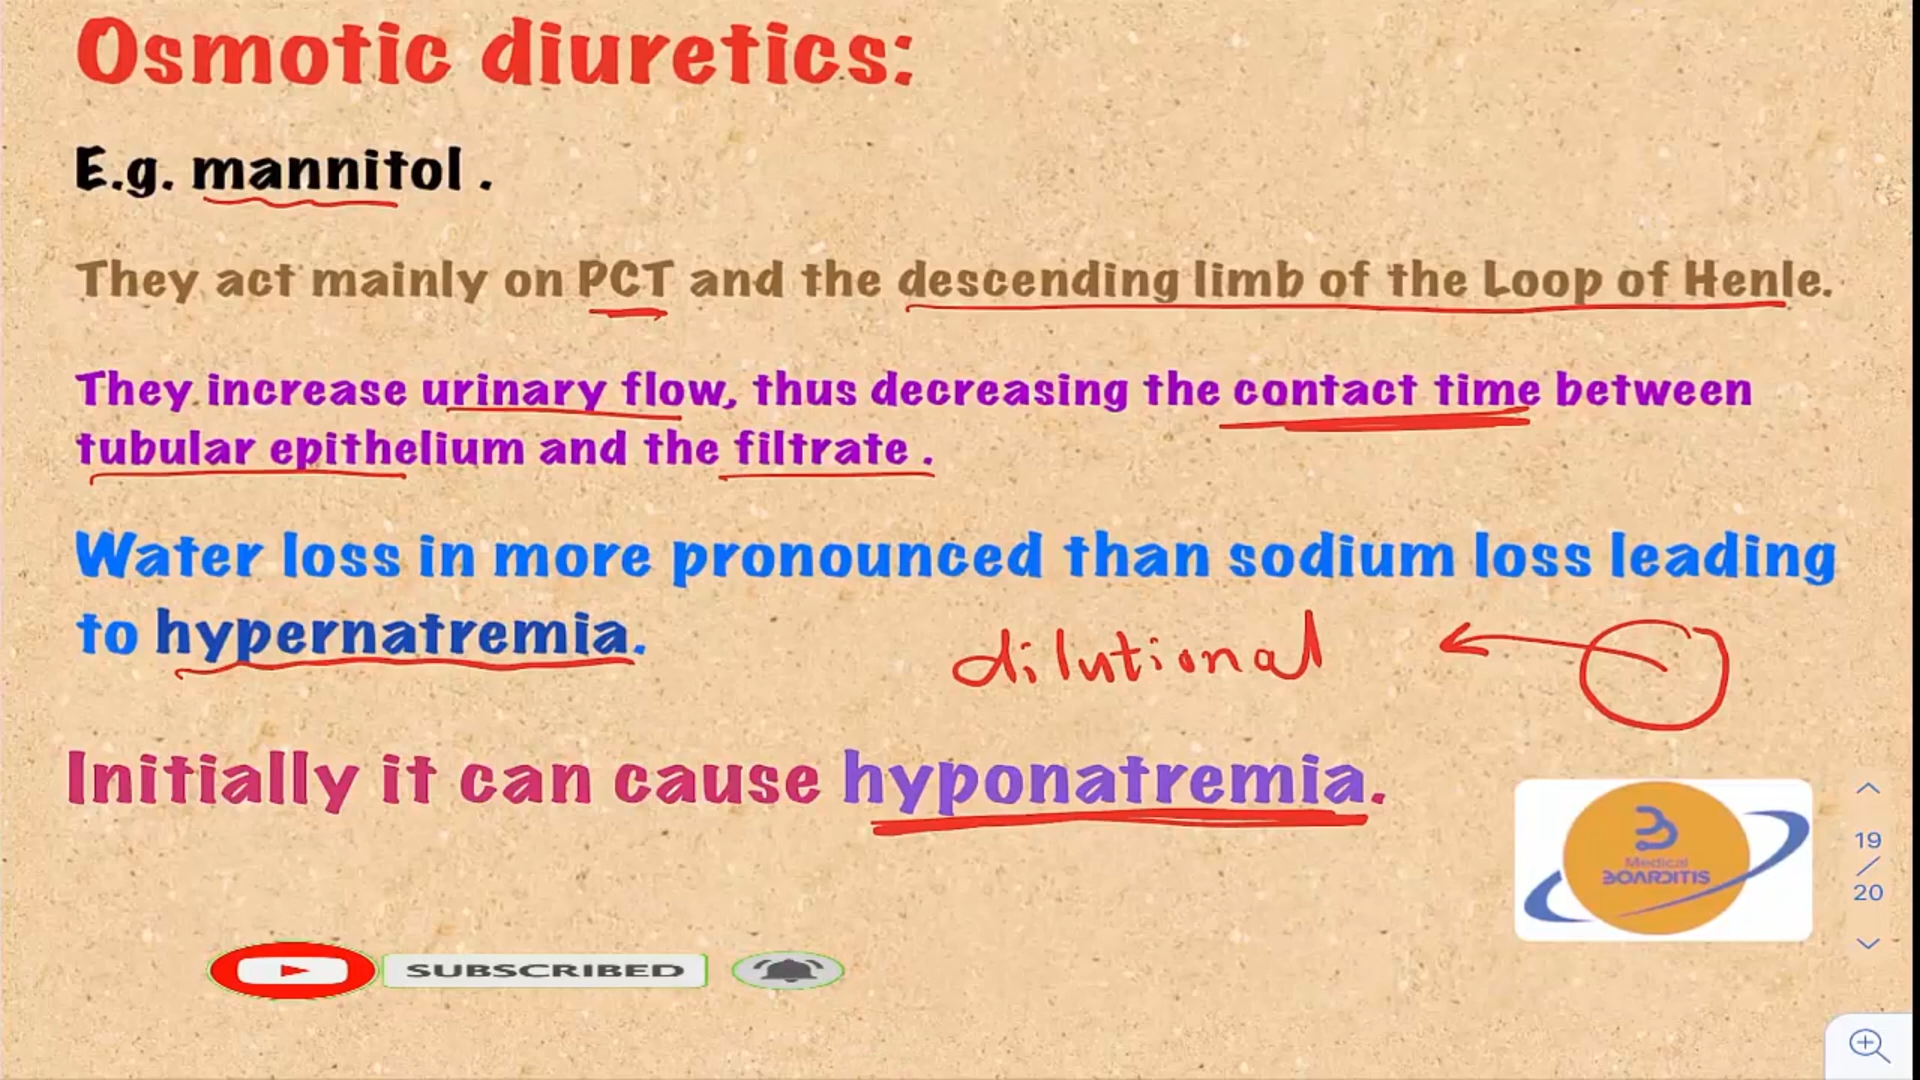 Osmotic diuretics:
E.g. mannitol .
They act mainly on PCT and the descending limb of the Loop of Henle.
They increase urinary flow, thus decreasing the contact time between
tubular epithelium and the filtrate .
Water loss in more pronounced than sodium loss leading
to hypernatremia.
dilutional
Initially it can cause hyponatremia.
Medical
BOARDITIS
19
/
20
SUBSCRIBED